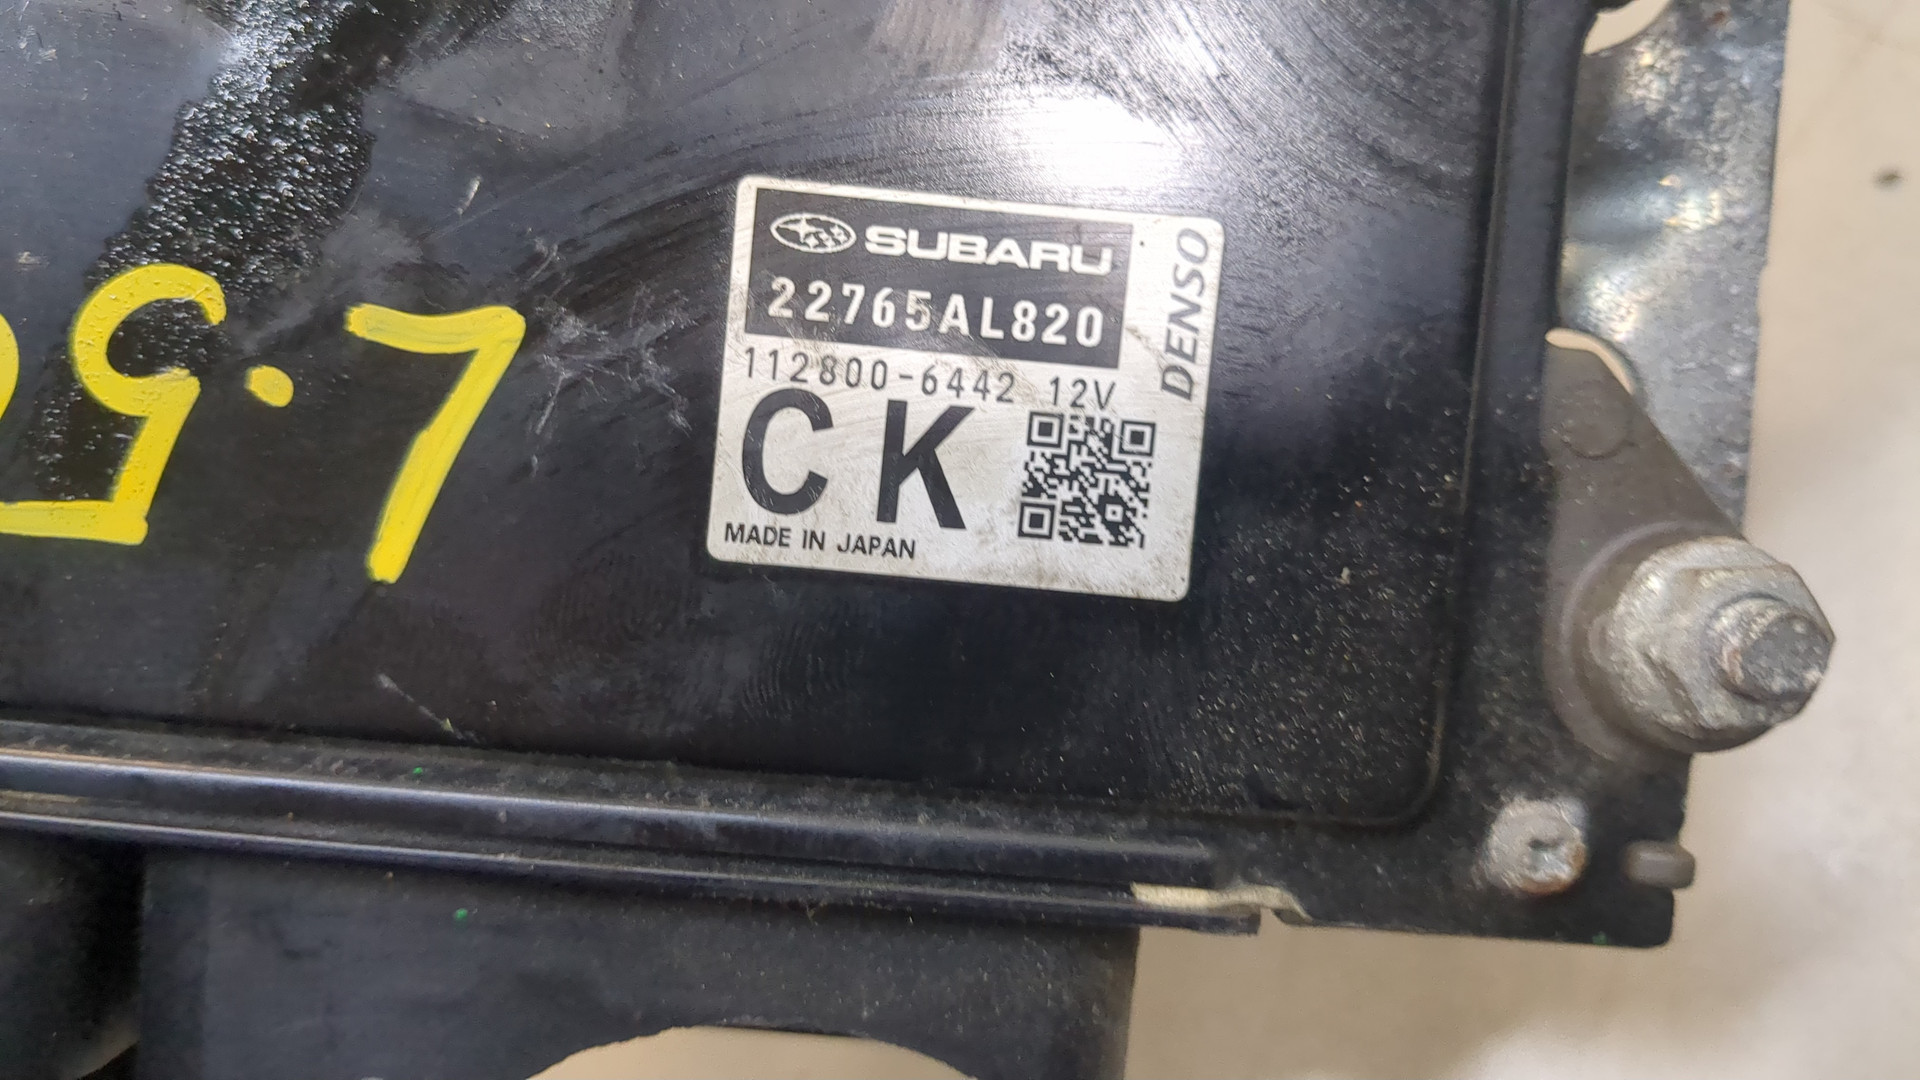 SUBARU
22765AL820
112800-6442 12V
CK
MADE IN JAPAN
DENSO